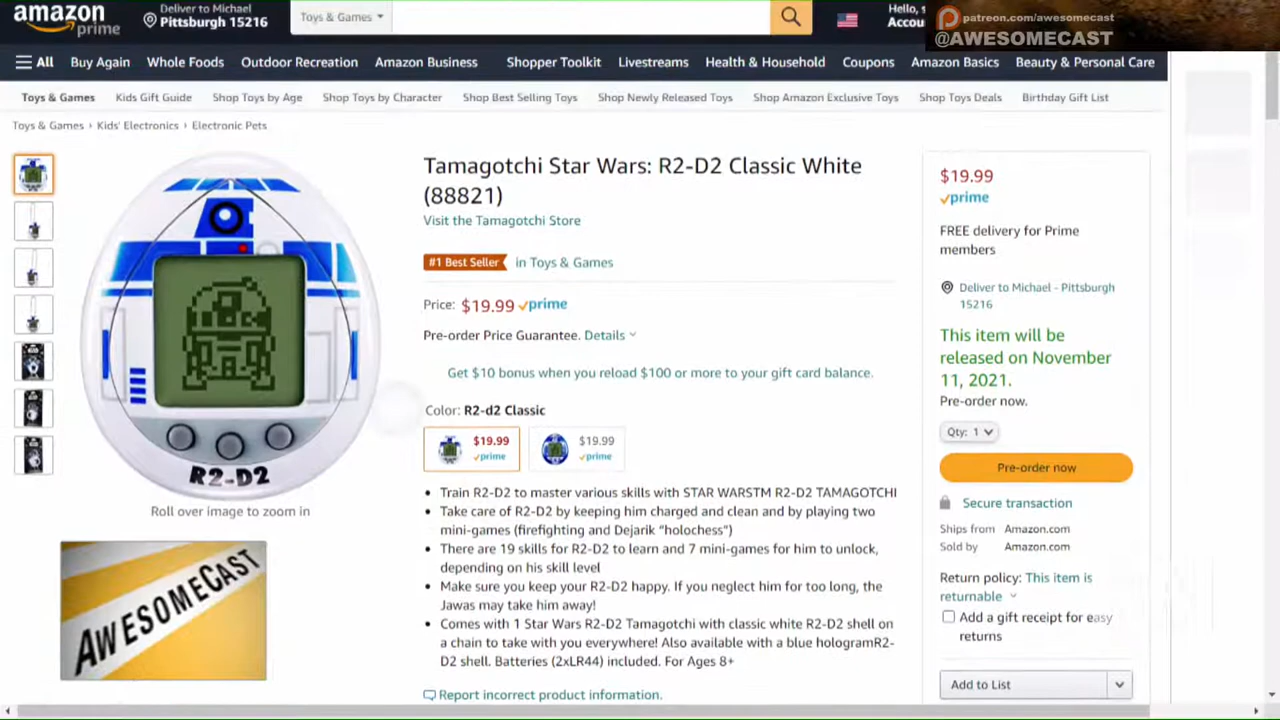 amazon
prime
Deliver to Michael
Pittsburgh 15216
Toys & Games
Hello, s
Accou
patreon.com/awesomecast
@AWESOMECAST
All
Buy Again
Whole Foods
Outdoor Recreation
Amazon Business
Shopper Toolkit
Livestreams
Health & Household
Coupons
Amazon Basics
Beauty & Personal Care
Toys & Games
Kids Gift Guide
Shop Toys by Age
Shop Toys by Character
Shop Best Selling Toys
Shop Newly Released Toys
Shop Amazon Exclusive Toys
Shop Toys Deals
Birthday Gift List
Toys & Games › Kids' Electronics › Electronic Pets
R2-D2
Roll over image to zoom in
AWESOMECAST
Tamagotchi Star Wars: R2-D2 Classic White
(88821)
Visit the Tamagotchi Store
#1 Best Seller in Toys & Games
Price: $19.99 prime
Pre-order Price Guarantee. Details
Get $10 bonus when you reload $100 or more to your gift card balance.
Color: R2-d2 Classic
$19.99
prime
$19.99
prime
• Train R2-D2 to master various skills with STAR WARSTM R2-D2 TAMAGOTCHI
• Take care of R2-D2 by keeping him charged and clean and by playing two
mini-games (firefighting and Dejarik “holochess”)
• There are 19 skills for R2-D2 to learn and 7 mini-games for him to unlock,
depending on his skill level
• Make sure you keep your R2-D2 happy. If you neglect him for too long, the
Jawas may take him away!
• Comes with 1 Star Wars R2-D2 Tamagotchi with classic white R2-D2 shell on
a chain to take with you everywhere! Also available with a blue hologramR2-
D2 shell. Batteries (2xLR44) included. For Ages 8+
Report incorrect product information.
$19.99
prime
FREE delivery for Prime
members
Deliver to Michael - Pittsburgh
15216
This item will be
released on November
11, 2021.
Pre-order now.
Qty: 1
Pre-order now
Secure transaction
Ships from Amazon.com
Sold by Amazon.com
Return policy: This item is
returnable
Add a gift receipt for easy
returns
Add to List